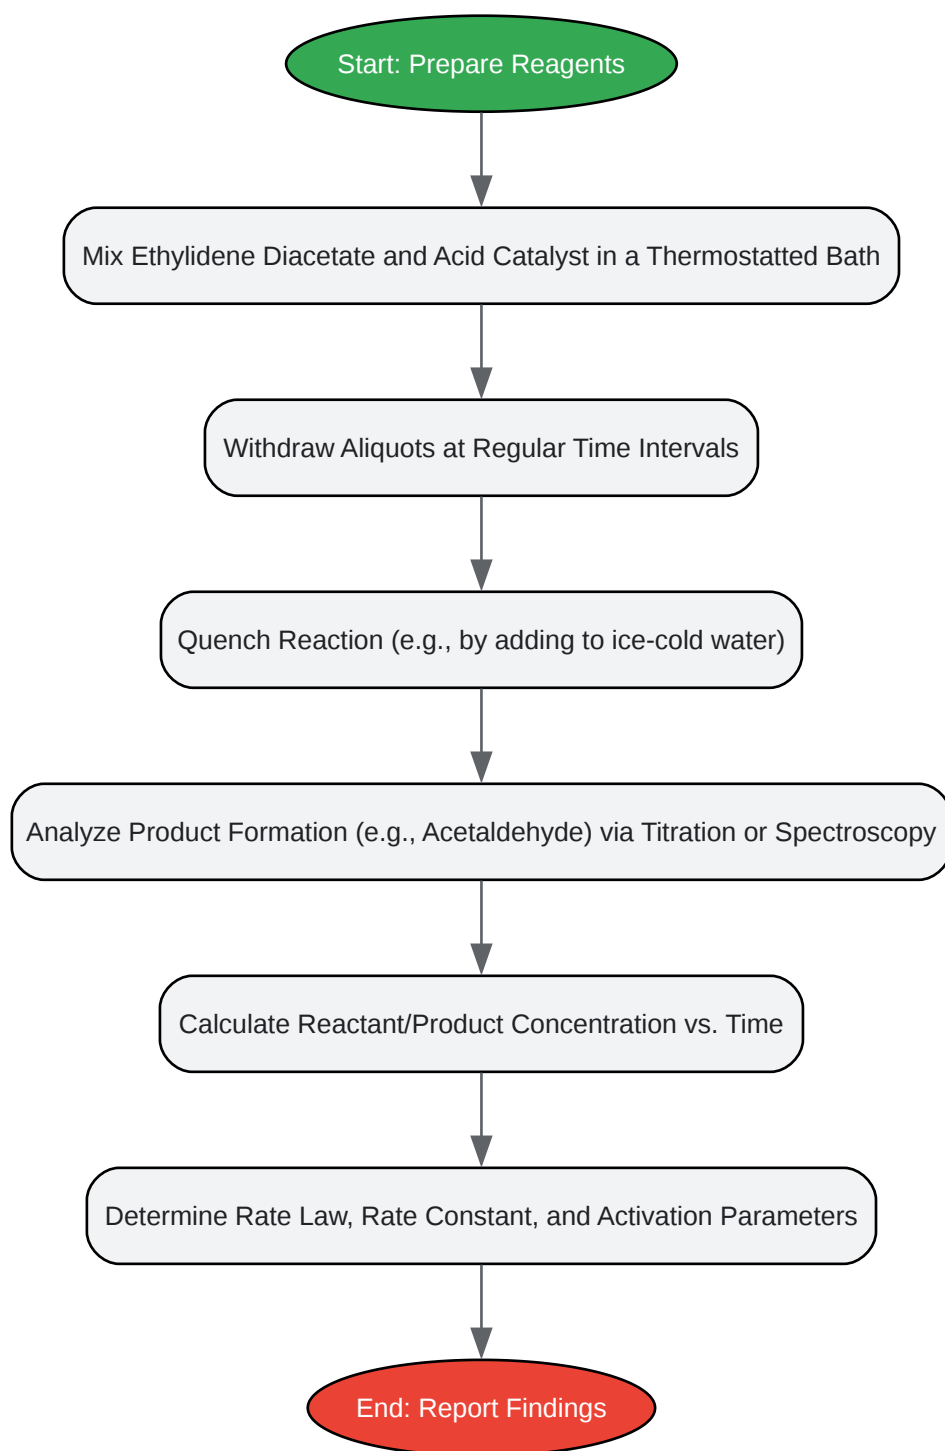 Start: Prepare Reagents
Mix Ethylidene Diacetate and Acid Catalyst in a Thermostatted Bath
Withdraw Aliquots at Regular Time Intervals
Quench Reaction (e.g., by adding to ice-cold water)
Analyze Product Formation (e.g., Acetaldehyde) via Titration or Spectroscopy
Calculate Reactant/Product Concentration vs. Time
Determine Rate Law, Rate Constant, and Activation Parameters
End: Report Findings